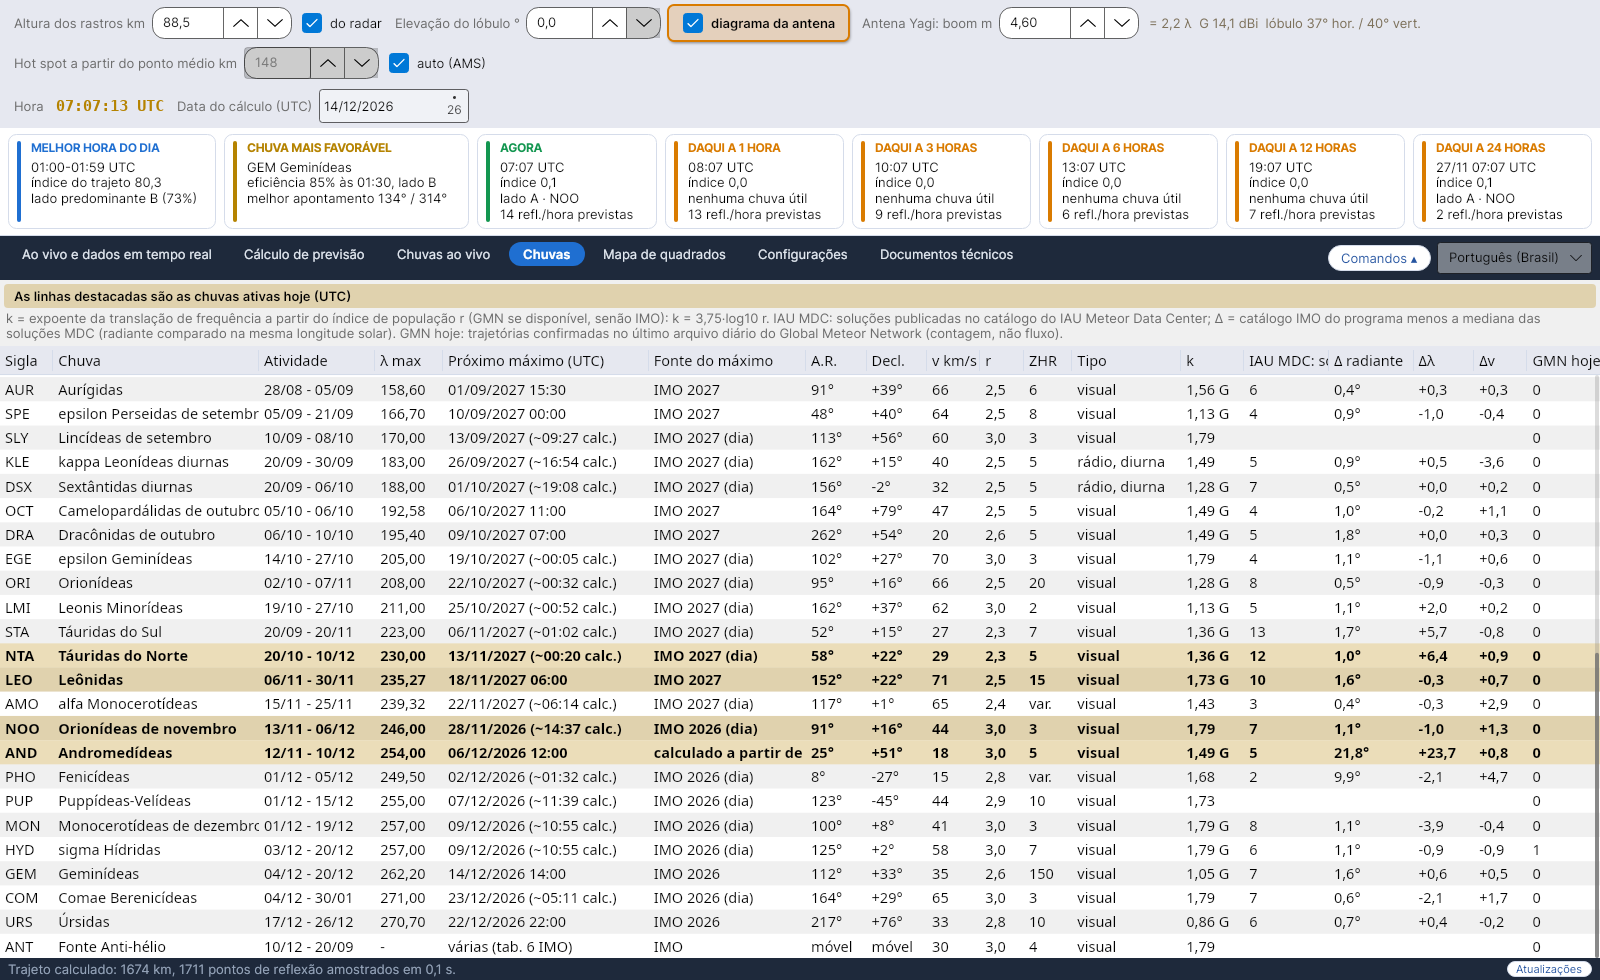 Altura do rastros km 88,5 do radar Elevação do lóbulo ° 0,0 diagrama da antena Antena Yagi: boom m 4,60 = 2,2 λ G 14,1 dBi lóbulo 37° hor. / 40° vert.
Hot spot a partir do ponto médio km 148 auto (AMS)
Hora 07:07:13 UTC Data do cálculo (UTC) 14/12/2026 26
MELHOR HORA DO DIA
01:00-01:59 UTC
índice do trajeto 80,3
lado predominante B (73%)
CHUVA MAIS FAVORÁVEL
GEM Geminídeas
eficiência 85% às 01:30, lado B
melhor apontamento 134° / 314°
AGORA
07:07 UTC
índice 0,1
lado A · NOO
14 refl./hora previstas
DAQUI A 1 HORA
08:07 UTC
índice 0,0
nenhuma chuva útil
13 refl./hora previstas
DAQUI A 3 HORAS
10:07 UTC
índice 0,0
nenhuma chuva útil
9 refl./hora previstas
DAQUI A 6 HORAS
13:07 UTC
índice 0,0
nenhuma chuva útil
6 refl./hora previstas
DAQUI A 12 HORAS
19:07 UTC
índice 0,0
nenhuma chuva útil
7 refl./hora previstas
DAQUI A 24 HORAS
27/11 07:07 UTC
índice 0,1
lado A · NOO
2 refl./hora previstas
Ao vivo e dados em tempo real Cálculo de previsão Chuvas ao vivo Chuvas Mapa de quadrados Configurações Documentos técnicos Comandos ▴ Português (Brasil)
As linhas destacadas são as chuvas ativas hoje (UTC)
k = expoente da translação de frequência a partir do índice de população r (GMN se disponível, senão IMO): k = 3,75·log10 r. IAU MDC: soluções publicadas no catálogo do IAU Meteor Data Center; Δ = catálogo IMO do programa menos a mediana das
soluções MDC (radiante comparado na mesma longitude solar). GMN hoje: trajetórias confirmadas no último arquivo diário do Global Meteor Network (contagem, não fluxo).
Sigla Chuva Atividade λ max Próximo máximo (UTC) Fonte do máximo A.R. Decl. v km/s r ZHR Tipo k IAU MDC: so Δ radiante Δλ Δv GMN hoje
AUR Aurígidas 28/08 - 05/09 158,60 01/09/2027 15:30 IMO 2027 91° +39° 66 2,5 6 visual 1,56 G 6 0,4° +0,3 +0,3 0
SPE epsilon Perseidas de setembr 05/09 - 21/09 166,70 10/09/2027 00:00 IMO 2027 48° +40° 64 2,5 8 visual 1,13 G 4 0,9° -1,0 -0,4 0
SLY Lincídeas de setembro 10/09 - 08/10 170,00 13/09/2027 (~09:27 calc.) IMO 2027 (dia) 113° +56° 60 3,0 3 visual 1,79 0
KLE kappa Leonídeas diurnas 20/09 - 30/09 183,00 26/09/2027 (~16:54 calc.) IMO 2027 (dia) 162° +15° 40 2,5 5 rádio, diurna 1,49 5 0,9° +0,5 -3,6 0
DSX Sextântidas diurnas 20/09 - 06/10 188,00 01/10/2027 (~19:08 calc.) IMO 2027 (dia) 156° -2° 32 2,5 5 rádio, diurna 1,28 G 7 0,5° +0,0 +0,2 0
OCT Camelopardálidas de outubro 05/10 - 06/10 192,58 06/10/2027 11:00 IMO 2027 164° +79° 47 2,5 5 visual 1,49 G 4 1,0° -0,2 +1,1 0
DRA Dracônidas de outubro 06/10 - 10/10 195,40 09/10/2027 07:00 IMO 2027 262° +54° 20 2,6 5 visual 1,49 G 5 1,8° +0,0 +0,3 0
EGE epsilon Geminídeas 14/10 - 27/10 205,00 19/10/2027 (~00:05 calc.) IMO 2027 (dia) 102° +27° 70 3,0 3 visual 1,79 4 1,1° -1,1 +0,6 0
ORI Orionídeas 02/10 - 07/11 208,00 22/10/2027 (~00:32 calc.) IMO 2027 (dia) 95° +16° 66 2,5 20 visual 1,28 G 8 0,5° -0,9 -0,3 0
LMI Leonis Minorídeas 19/10 - 27/10 211,00 25/10/2027 (~00:52 calc.) IMO 2027 (dia) 162° +37° 62 3,0 2 visual 1,13 G 5 1,1° +2,0 +0,2 0
STA Táuridas do Sul 20/09 - 20/11 223,00 06/11/2027 (~01:02 calc.) IMO 2027 (dia) 52° +15° 27 2,3 7 visual 1,36 G 13 1,7° +5,7 -0,8 0
NTA Táuridas do Norte 20/10 - 10/12 230,00 13/11/2027 (~00:20 calc.) IMO 2027 (dia) 58° +22° 29 2,3 5 visual 1,36 G 12 1,0° +6,4 +0,9 0
LEO Leônidas 06/11 - 30/11 235,27 18/11/2027 06:00 IMO 2027 152° +22° 71 2,5 15 visual 1,73 G 10 1,6° -0,3 +0,7 0
AMO alfa Monocerotídeas 15/11 - 25/11 239,32 22/11/2027 (~06:14 calc.) IMO 2027 (dia) 117° +1° 65 2,4 var. visual 1,43 3 0,4° -0,3 +2,9 0
NOO Orionídeas de novembro 13/11 - 06/12 246,00 28/11/2026 (~14:37 calc.) IMO 2026 (dia) 91° +16° 44 3,0 3 visual 1,79 7 1,1° -1,0 +1,3 0
AND Andromedídeas 12/11 - 10/12 254,00 06/12/2026 12:00 calculado a partir de 25° +51° 18 3,0 5 visual 1,49 G 5 21,8° +23,7 +0,8 0
PHO Fenicídeas 01/12 - 05/12 249,50 02/12/2026 (~01:32 calc.) IMO 2026 (dia) 8° -27° 15 2,8 var. visual 1,68 2 9,9° -2,1 +4,7 0
PUP Puppídeas-Velídeas 01/12 - 15/12 255,00 07/12/2026 (~11:39 calc.) IMO 2026 (dia) 123° -45° 44 2,9 10 visual 1,73 0
MON Monocerotídeas de dezembro 01/12 - 19/12 257,00 09/12/2026 (~10:55 calc.) IMO 2026 (dia) 100° +8° 41 3,0 3 visual 1,79 G 8 1,1° -3,9 -0,4 0
HYD sigma Hídridas 03/12 - 20/12 257,00 09/12/2026 (~10:55 calc.) IMO 2026 (dia) 125° +2° 58 3,0 7 visual 1,79 G 6 1,1° -0,9 -0,9 1
GEM Geminídeas 04/12 - 20/12 262,20 14/12/2026 14:00 IMO 2026 112° +33° 35 2,6 150 visual 1,05 G 7 1,6° +0,6 +0,5 0
COM Comae Berenicídeas 04/12 - 30/01 271,00 23/12/2026 (~05:11 calc.) IMO 2026 (dia) 164° +29° 65 3,0 3 visual 1,79 7 0,6° -2,1 +1,7 0
URS Úrsidas 17/12 - 26/12 270,70 22/12/2026 22:00 IMO 2026 217° +76° 33 2,8 10 visual 0,86 G 6 0,7° +0,4 -0,2 0
ANT Fonte Anti-hélio 10/12 - 20/09 - várias (tab. 6 IMO) IMO móvel móvel 30 3,0 4 visual 1,79 0
Trajeto calculado: 1674 km, 1711 pontos de reflexão amostrados em 0,1 s. Atualizações